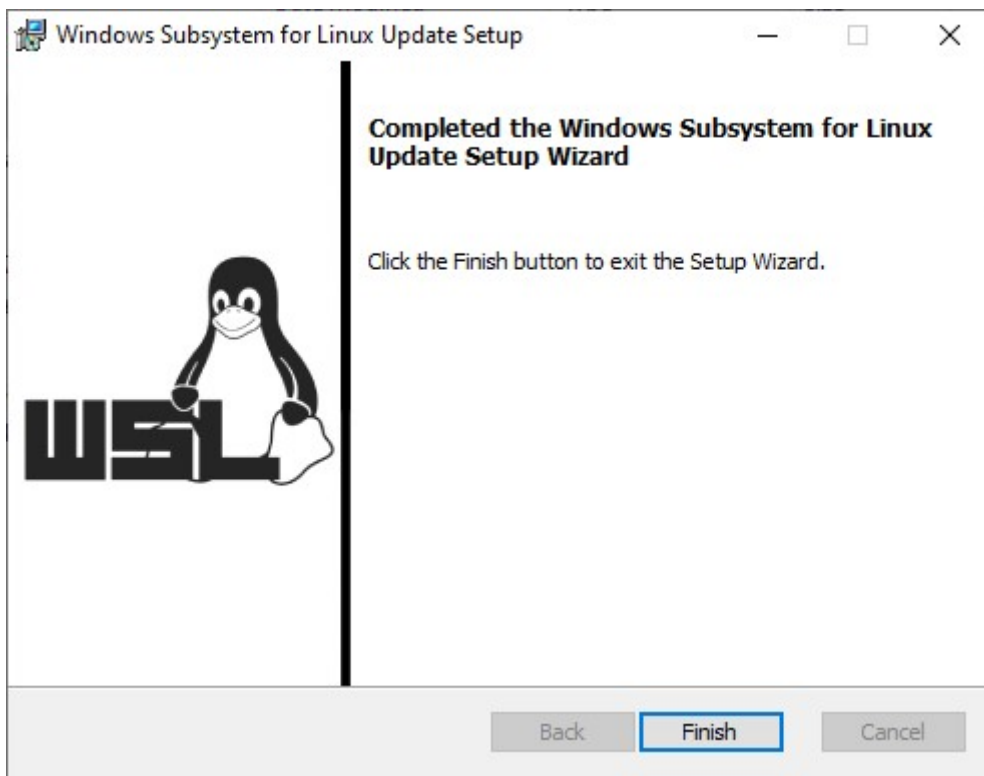 Windows Subsystem for Linux Update Setup
Completed the Windows Subsystem for Linux
Update Setup Wizard
Click the Finish button to exit the Setup Wizard.
WSL
Back
Finish
Cancel